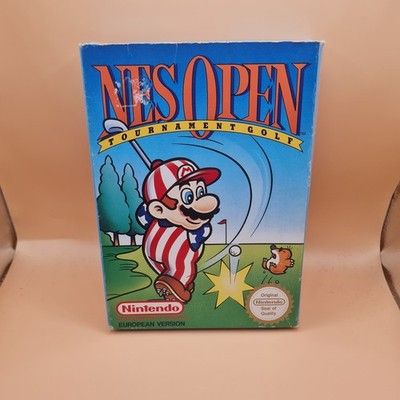 NES OPEN
TOURNAMENT GOLF
M
Nintendo
EUROPEAN VERSION
Original
Nintendo
Seal of
Quality